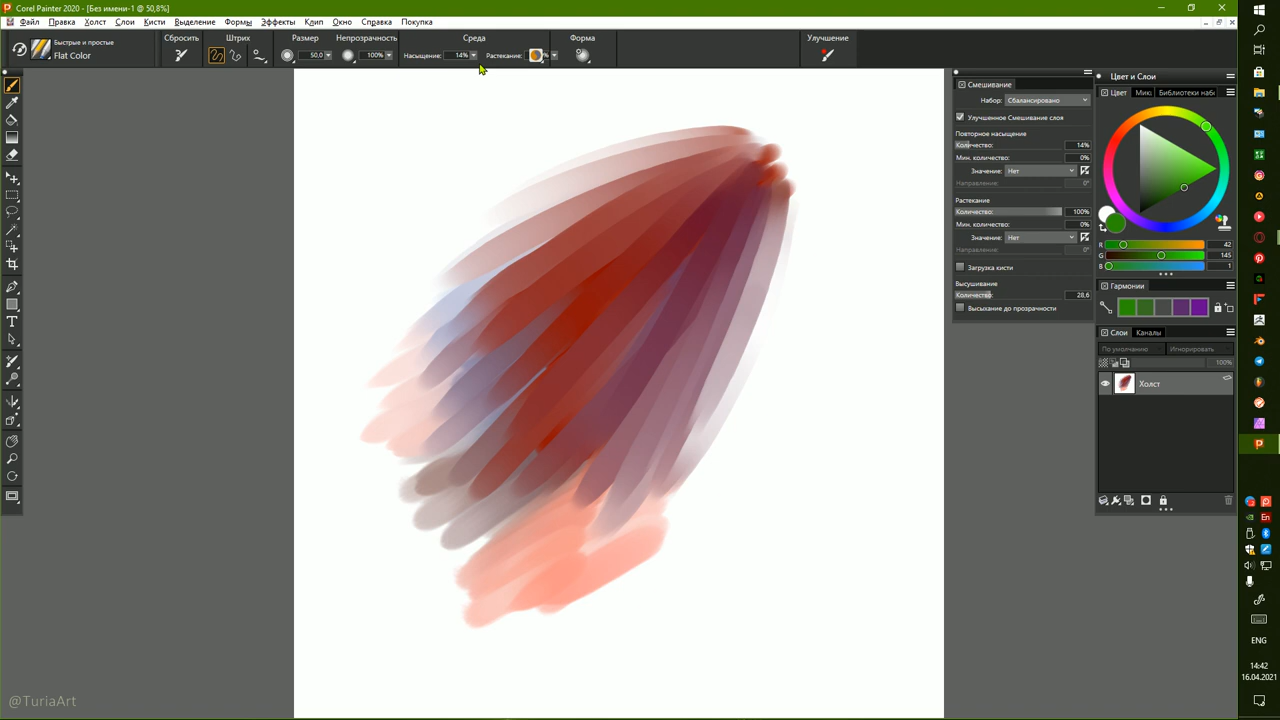 Corel Painter 2020 - [Без имени-1 @ 50,8%]
Файл Правка Холст Слои Кисти Выделение Формы Эффекты Клип Окно Справка Покупка
Сбросить Штрих Размер Непрозрачность Среда Форма Улучшение
Быстрые и простые
Flat Color
50,0 100% Насыщение: 14% Растекание:
Смешивание
Набор: Сбалансировано
Улучшенное Смешивание слоя
Повторное насыщение
Количество: 14%
Мин. количество: 0%
Значение: Нет
Направление: 0°
Растекание
Количество: 100%
Мин. количество: 0%
Значение: Нет
Направление: 0°
Загрузка кисти
Высушивание
Количество: 28,6
Высыхание до прозрачности
Цвет и Слои
Цвет Мик Библиотеки наб
R 42
G 145
B 1
Гармонии
Слои Каналы
По умолчанию Игнорировать
100%
Холст
ENG
14:42
16.04.2021
@TuriaArt